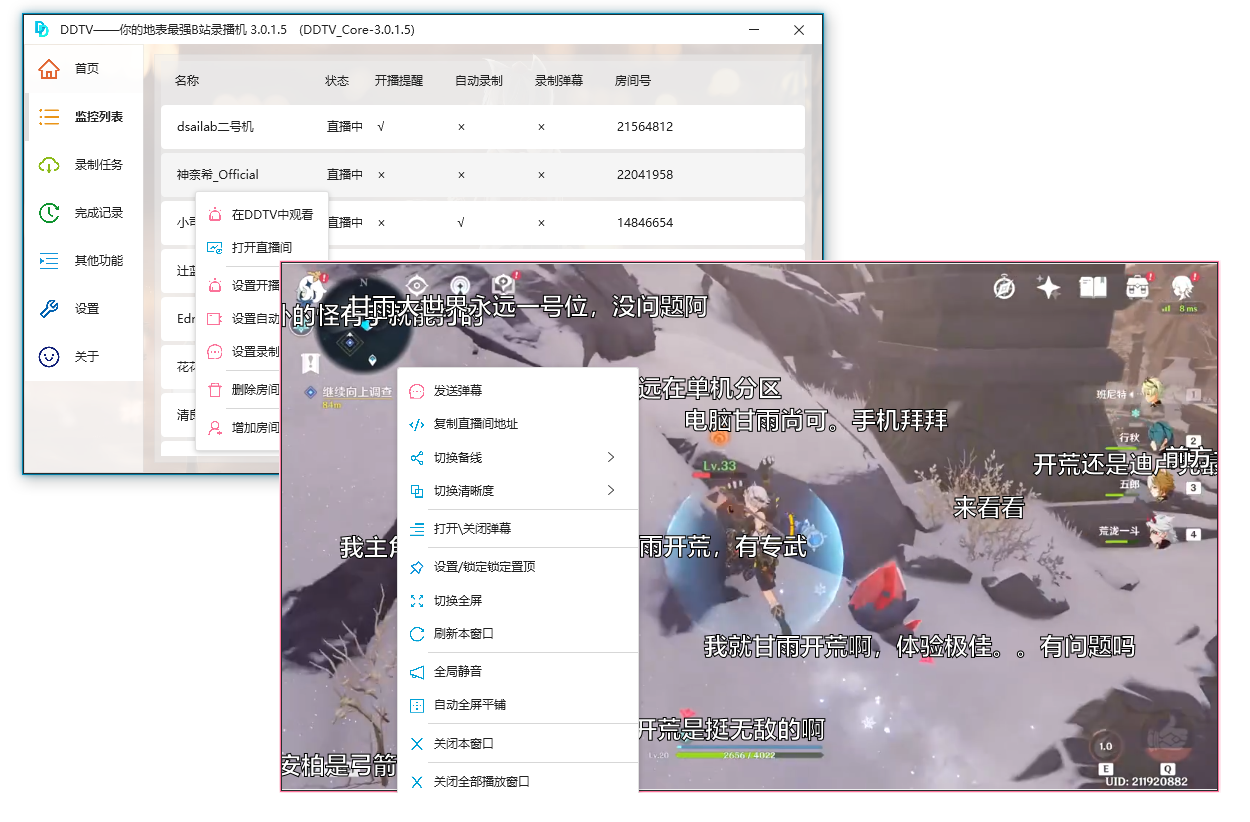 DDTV——你的地表最强B站录播机 3.0.1.5 (DDTV_Core-3.0.1.5)
首页
监控列表
录制任务
完成记录
其他功能
设置
关于
名称 状态 开播提醒 自动录制 录制弹幕 房间号
dsailab二号机 直播中 √ × × 21564812
神奈希_Official 直播中 × × × 22041958
小 直播中 × √ × 14846654
辻
Edr
花花
清
在DDTV中观看
打开直播间
设置开播
设置自动
设置录制
删除房间
增加房间
N
甘雨大世界永远一号位，没问题阿
外的怪有手就能开的
8 ms
继续向上调查
84m
远在单机分区
电脑甘雨尚可。手机拜拜
班尼特 1
行秋 2
开荒还是迪卢克最
前方
五郎 3
荒泷一斗 4
来看看
Lv.33
我主角
雨开荒，有专武
我就甘雨开荒啊，体验极佳。。有问题吗
开荒是挺无敌的啊
安柏是弓箭
Lv.20 2656 / 4022
1.0
E
Q
UID: 211920882
发送弹幕
复制直播间地址
切换备线
切换清晰度
打开\关闭弹幕
设置/锁定锁定置顶
切换全屏
刷新本窗口
全局静音
自动全屏平铺
关闭本窗口
关闭全部播放窗口